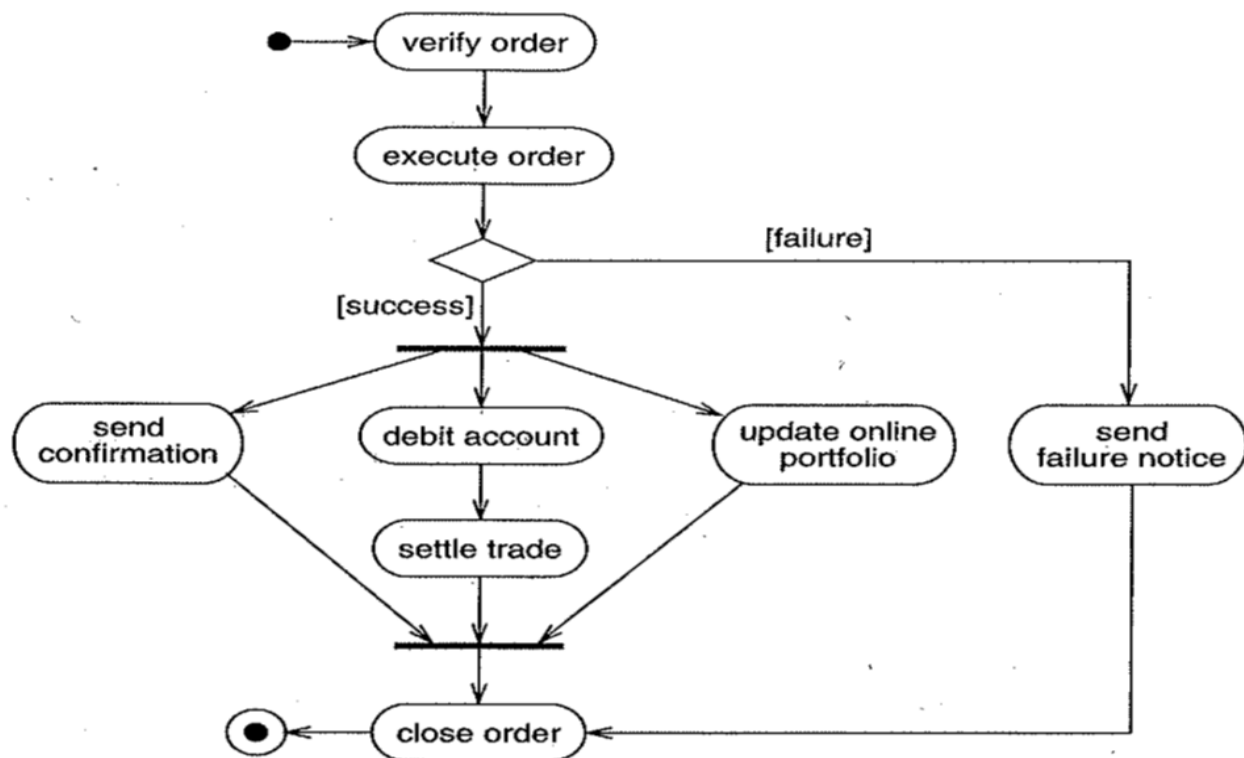 verify order
execute order
[failure]
[success]
send
confirmation
debit account
update online
portfolio
send
failure notice
settle trade
close order